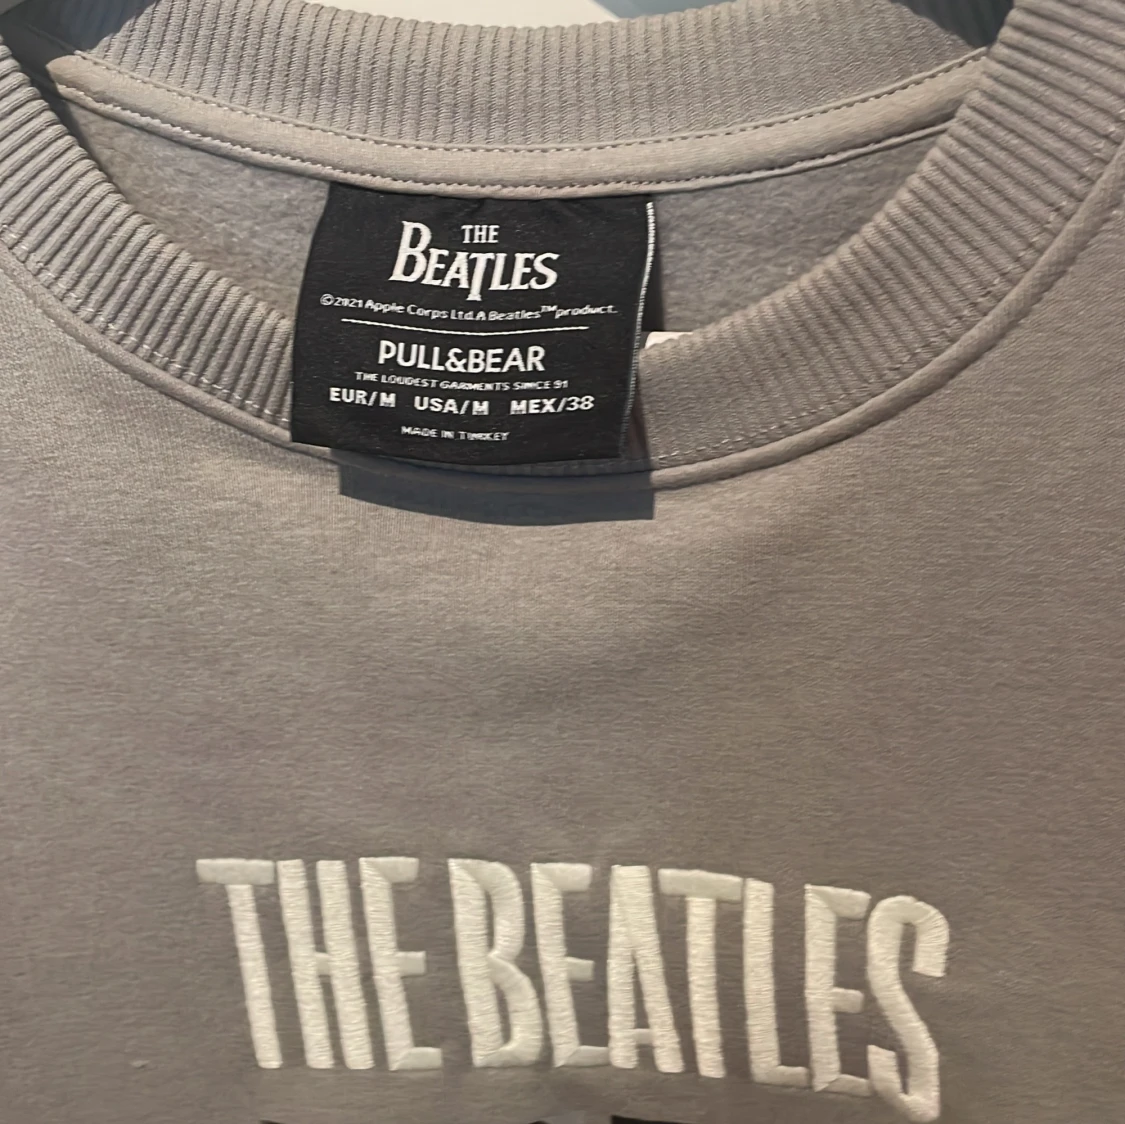 THE
BEATLES
©2021 Apple Corps Ltd. A Beatles™ product.
PULL&BEAR
THE LOUDEST GARMENTS SINCE 91
EUR/M USA/M MEX/38
MADE IN TURKEY
THE BEATLES